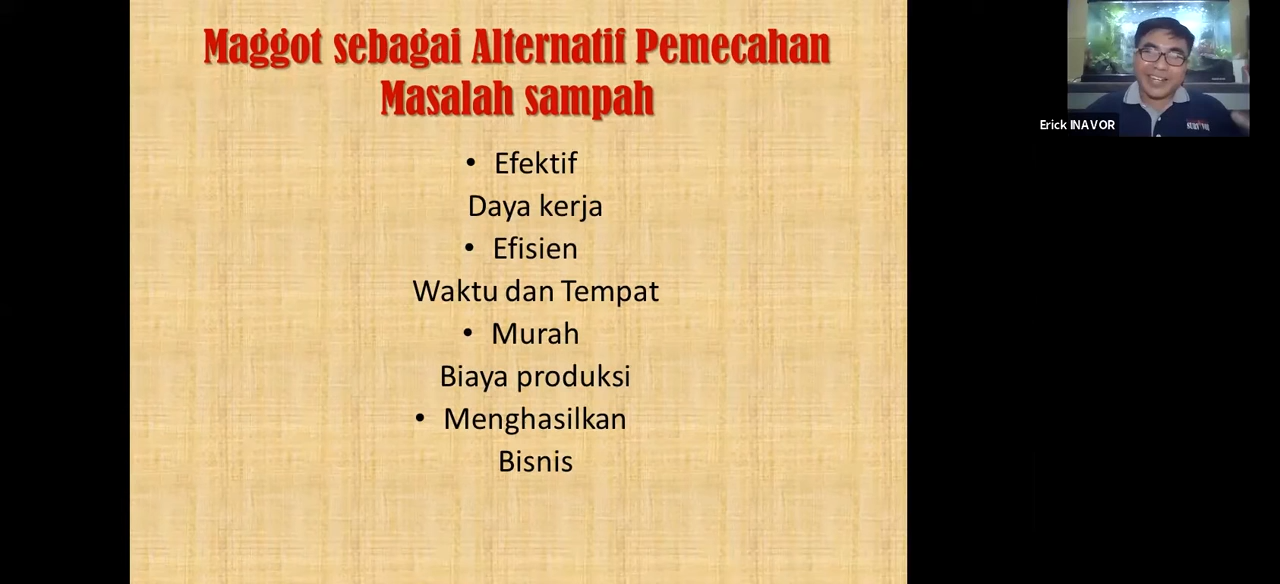 Maggot sebagai Alternatif Pemecahan
Masalah sampah
• Efektif
Daya kerja
• Efisien
Waktu dan Tempat
• Murah
Biaya produksi
• Menghasilkan
Bisnis
Erick INAVOR